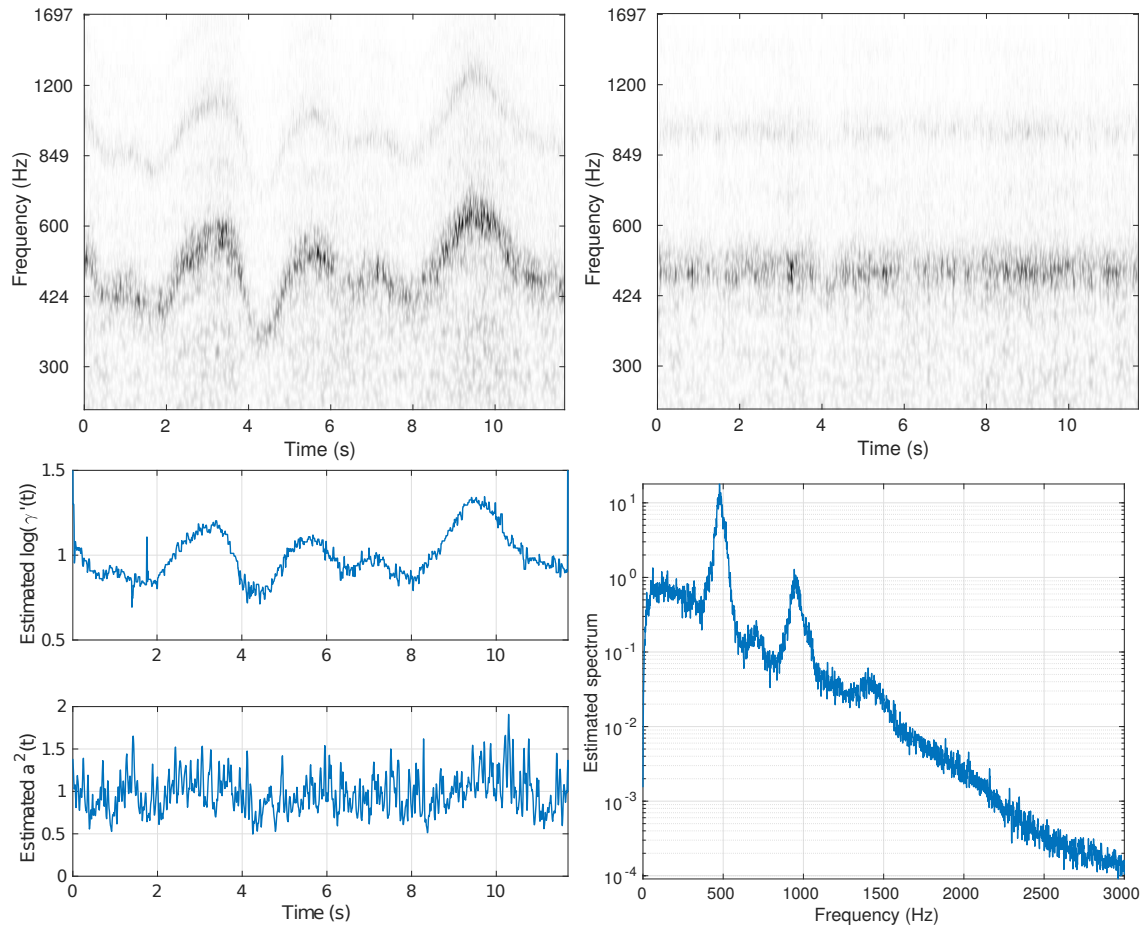 1697
1200
849
600
424
300
Frequency (Hz)
0 2 4 6 8 10
Time (s)
1697
1200
849
600
424
300
Frequency (Hz)
0 2 4 6 8 10
Time (s)
1.5
1
0.5
Estimated log(γ'(t))
2 4 6 8 10
2
1.5
1
0.5
0
Estimated a²(t)
0 2 4 6 8 10
Time (s)
10¹
10⁰
10⁻¹
10⁻²
10⁻³
10⁻⁴
Estimated spectrum
0 500 1000 1500 2000 2500 3000
Frequency (Hz)